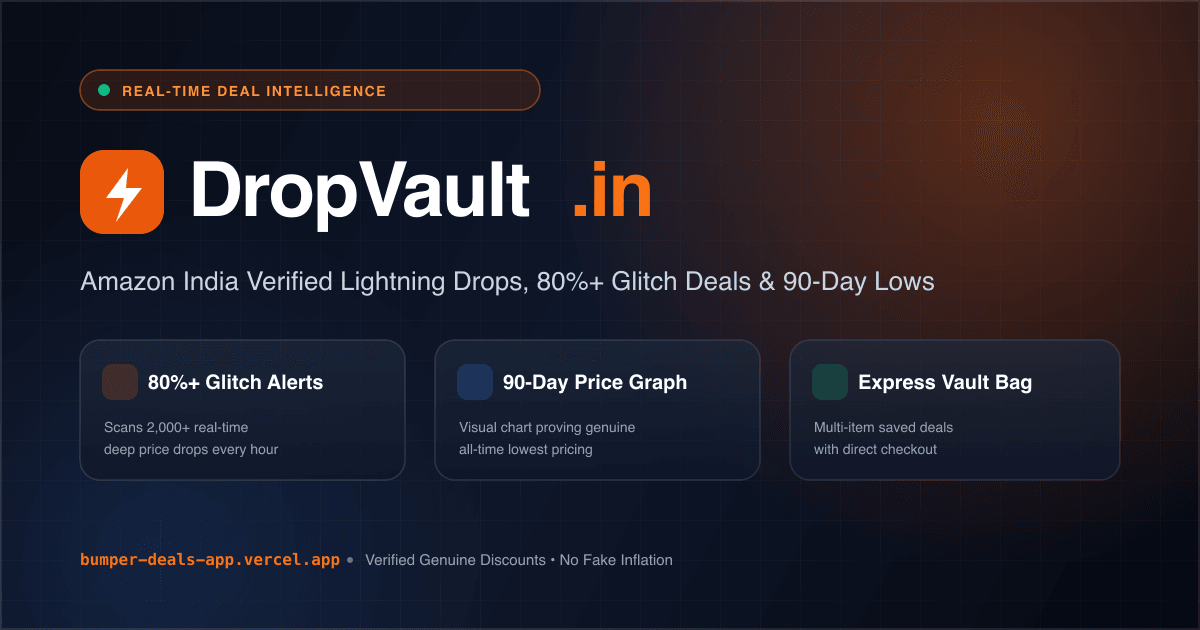 REAL-TIME DEAL INTELLIGENCE
DropVault .in
Amazon India Verified Lightning Drops, 80%+ Glitch Deals & 90-Day Lows
80%+ Glitch Alerts
Scans 2,000+ real-time
deep price drops every hour
90-Day Price Graph
Visual chart proving genuine
all-time lowest pricing
Express Vault Bag
Multi-item saved deals
with direct checkout
bumper-deals-app.vercel.app • Verified Genuine Discounts • No Fake Inflation